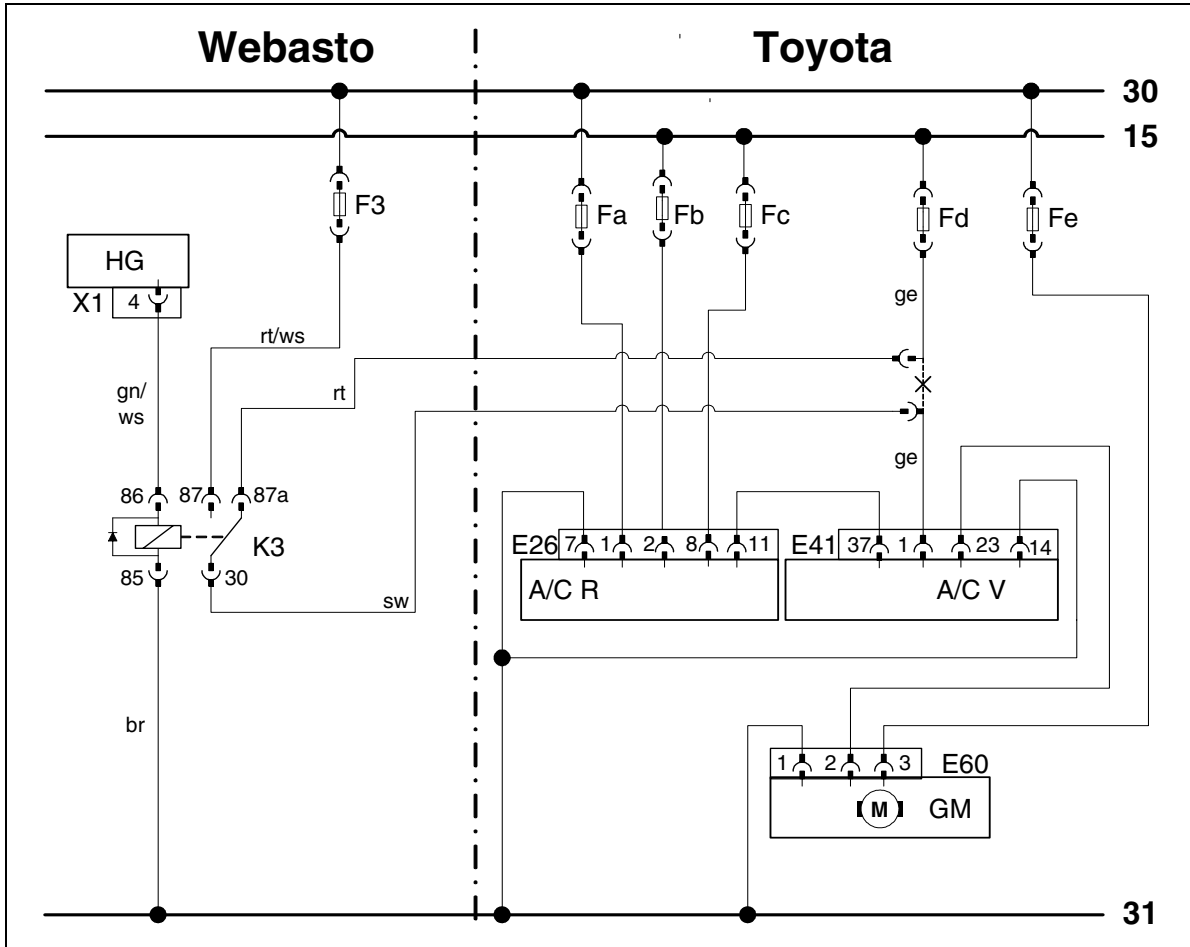 Webasto Toyota
30
15
F3 Fa Fb Fc Fd Fe
HG
X1 4
ge
rt/ws
gn/
ws
rt
ge
86 87 87a
K3
85 30
sw
E26 7 1 2 8 11 E41 37 1 23 14
A/C R A/C V
br
1 2 3 E60
M GM
31